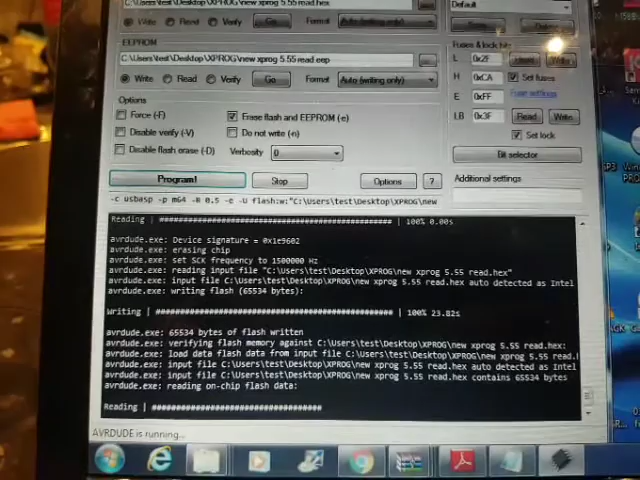 Write Read Verify Go Format Auto (writing only)
Default
EEPROM
C:\Users\test\Desktop\XPROG\new xprog 5.55 read.eep ...
Write Read Verify Go Format Auto (writing only)
Fuses & lock bits
L 0x2F
H 0xCA Set fuses
E 0xFF Fuse settings
LB 0x3F Read Write
Set lock
Bit selector
Options
Force (-F) Erase flash and EEPROM (-e)
Disable verify (-V) Do not write (-n)
Disable flash erase (-D) Verbosity 0
Program! Stop Options ?
Additional settings
-c usbasp -p m64 -B 0.5 -e -U flash:w:"C:\Users\test\Desktop\XPROG\new
Reading | ################################################## | 100% 0.00s
avrdude.exe: Device signature = 0x1e9602
avrdude.exe: erasing chip
avrdude.exe: set SCK frequency to 1500000 Hz
avrdude.exe: reading input file "C:\Users\test\Desktop\XPROG\new xprog 5.55 read.hex"
avrdude.exe: input file C:\Users\test\Desktop\XPROG\new xprog 5.55 read.hex auto detected as Intel
avrdude.exe: writing flash (65534 bytes):
Writing | ################################################## | 100% 23.82s
avrdude.exe: 65534 bytes of flash written
avrdude.exe: verifying flash memory against C:\Users\test\Desktop\XPROG\new xprog 5.55 read.hex:
avrdude.exe: load data flash data from input file C:\Users\test\Desktop\XPROG\new xprog 5.55 read.
avrdude.exe: input file C:\Users\test\Desktop\XPROG\new xprog 5.55 read.hex auto detected as Intel
avrdude.exe: input file C:\Users\test\Desktop\XPROG\new xprog 5.55 read.hex contains 65534 bytes
avrdude.exe: reading on-chip flash data:
Reading | ####################################
AVRDUDE is running...